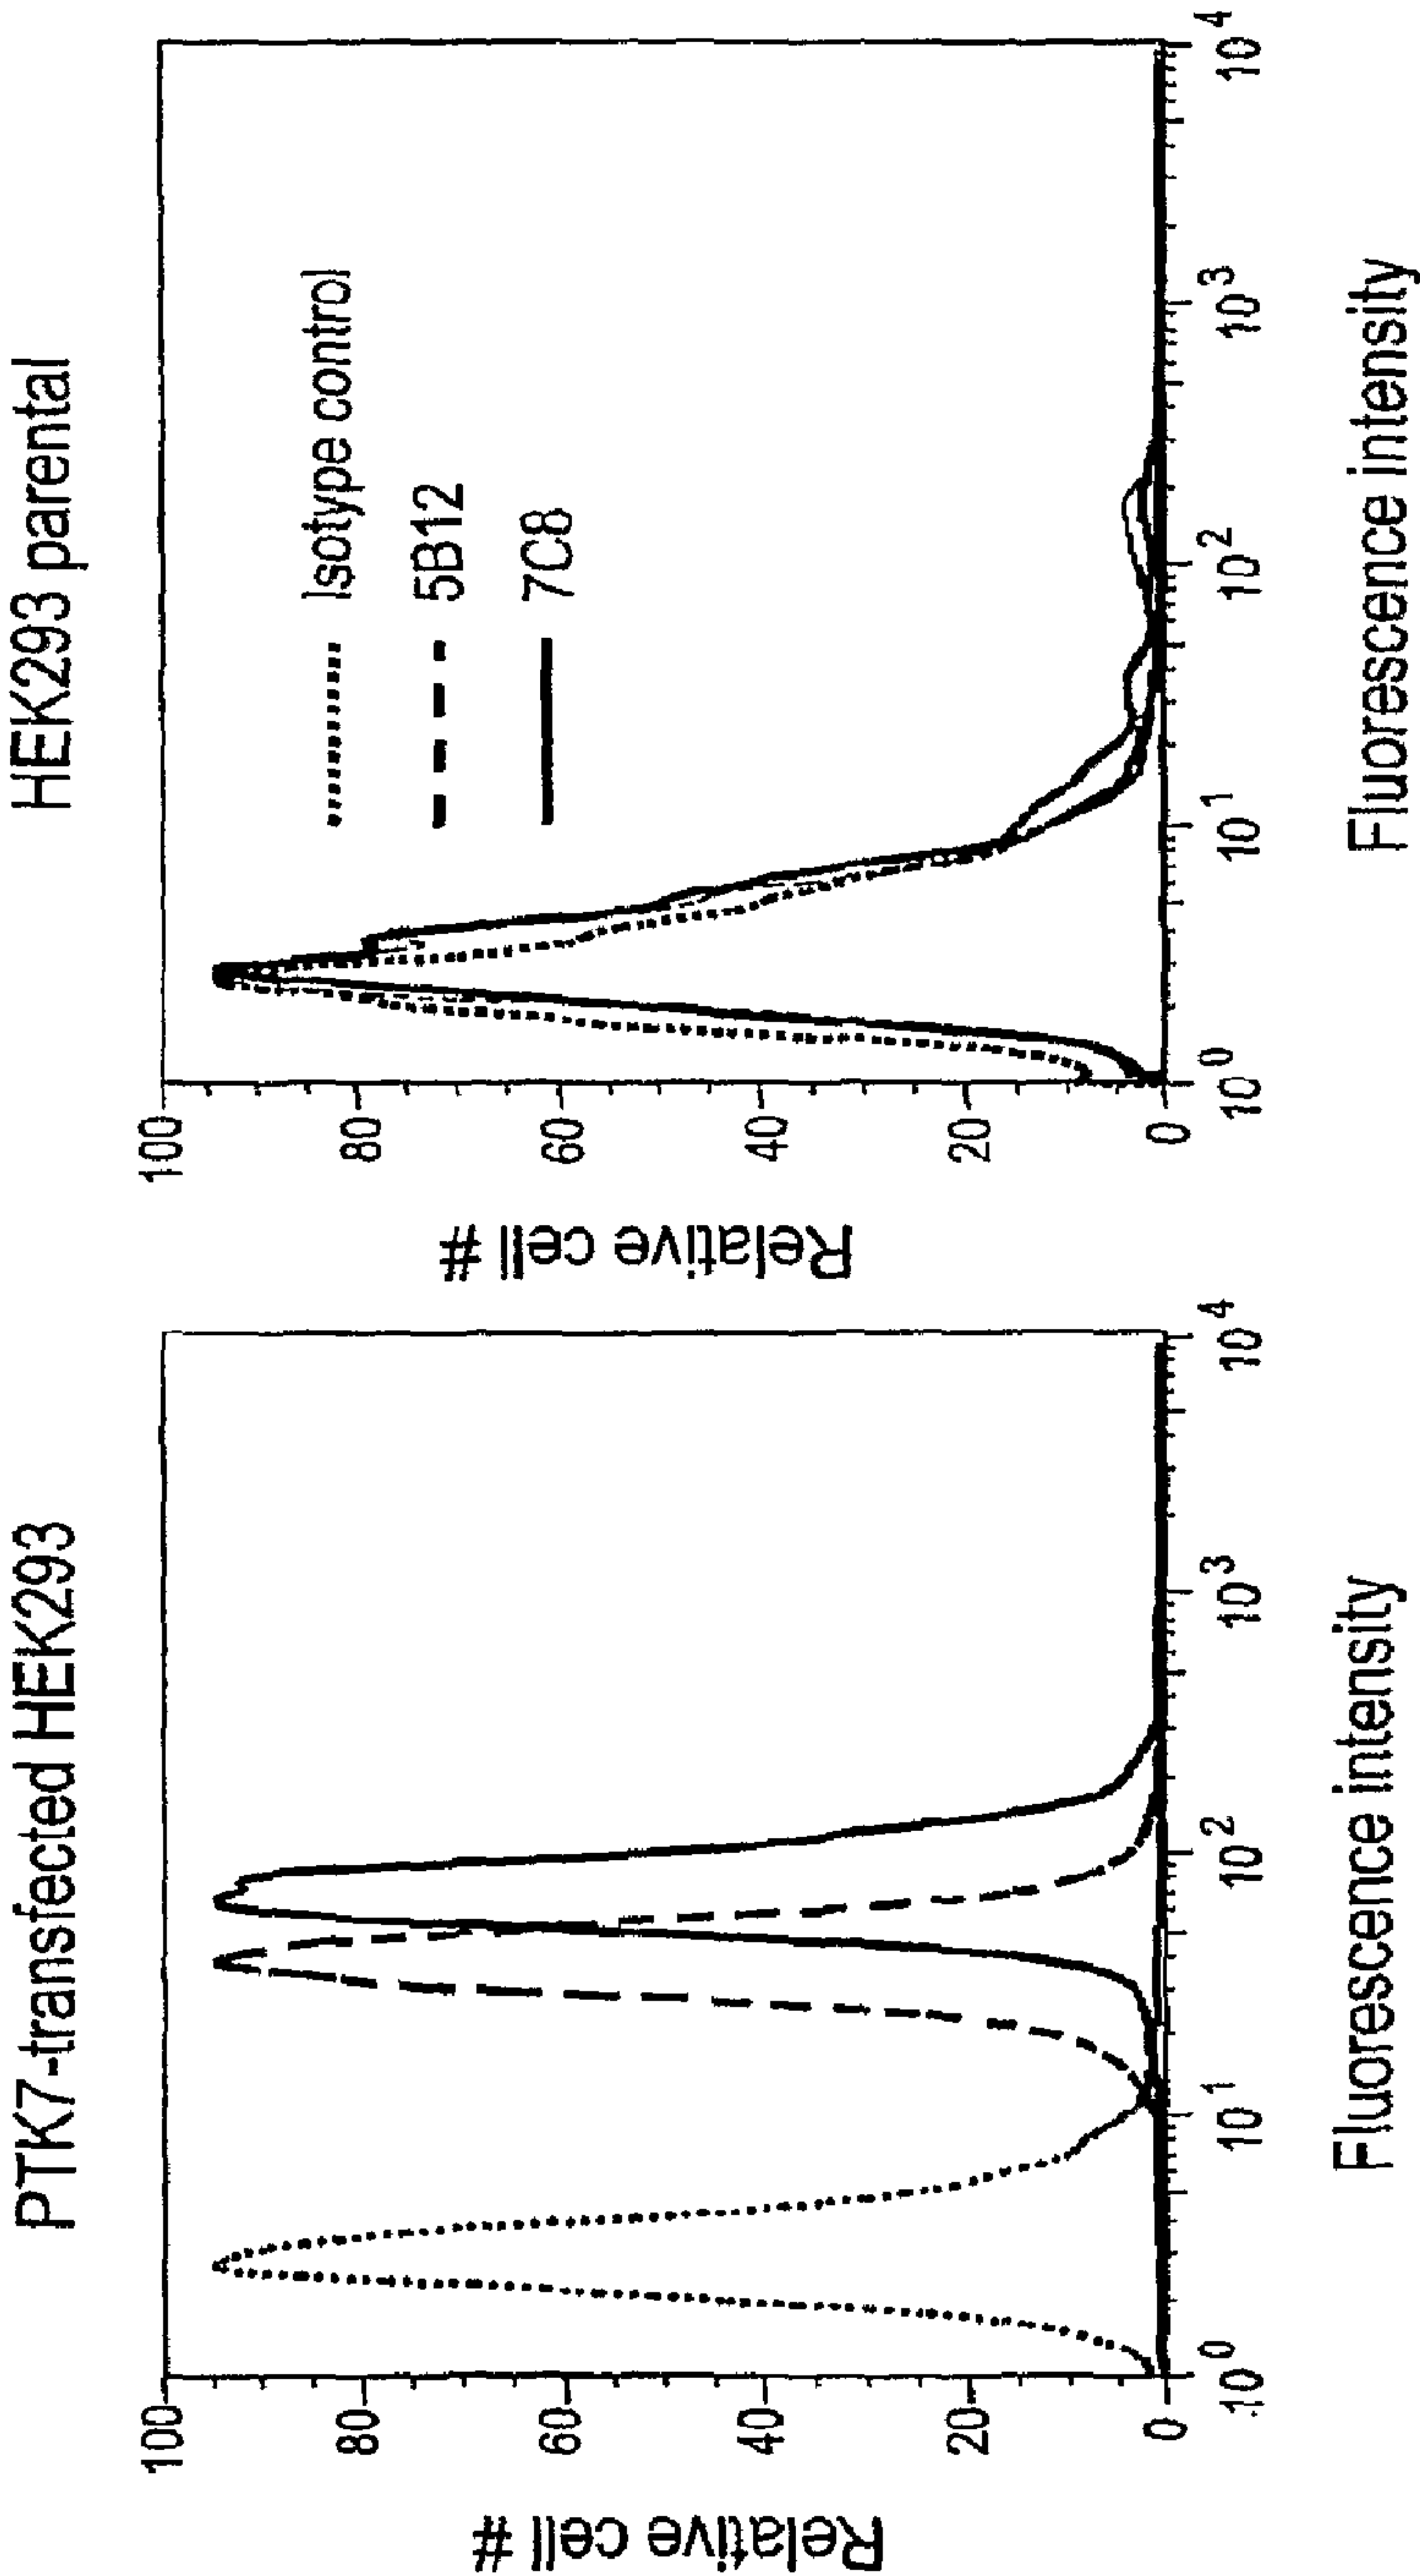 PTK7-transfected HEK293
Relative cell #
100
80
60
40
20
0
10^0
10^1
10^2
10^3
10^4
Fluorescence intensity
HEK293 parental
Relative cell #
100
80
60
40
20
0
Isotype control
5B12
7C8
10^0
10^1
10^2
10^3
10^4
Fluorescence intensity